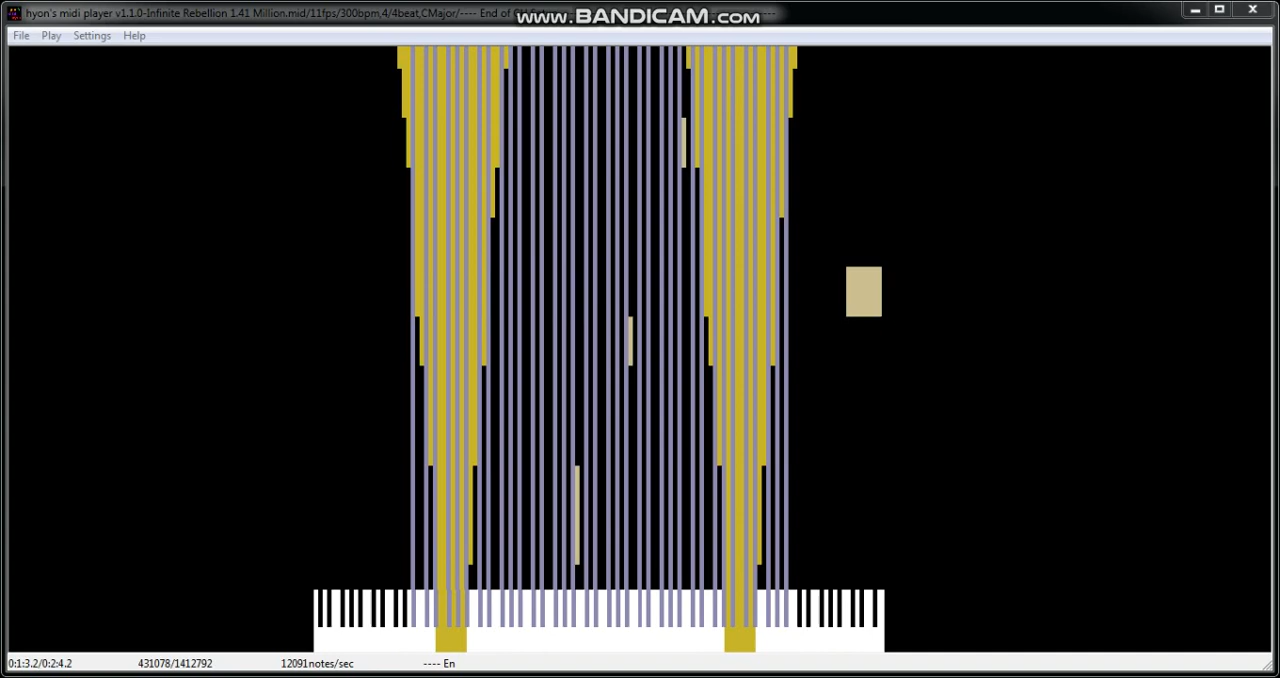 hyon's midi player v1.1.0-Infinite Rebellion 1.41 Million.mid/11fps/300bpm,4/4beat,CMajor/---- End of
www.BANDICAM.com
File Play Settings Help
0:1:3.2/0:2:4.2 431078/1412792 12091notes/sec ---- En